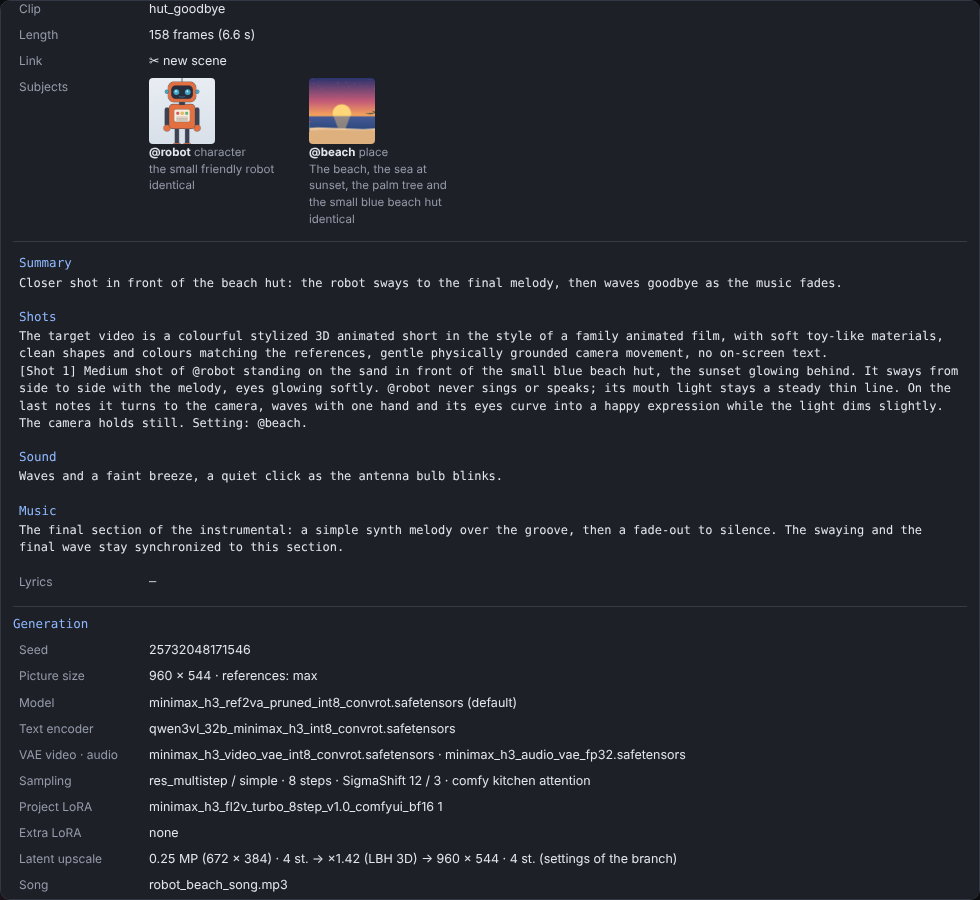 Clip hut_goodbye
Length 158 frames (6.6 s)
Link ✂ new scene
Subjects
@robot character
the small friendly robot
identical
@beach place
The beach, the sea at
sunset, the palm tree and
the small blue beach hut
identical
Summary
Closer shot in front of the beach hut: the robot sways to the final melody, then waves goodbye as the music fades.
Shots
The target video is a colourful stylized 3D animated short in the style of a family animated film, with soft toy-like materials,
clean shapes and colours matching the references, gentle physically grounded camera movement, no on-screen text.
[Shot 1] Medium shot of @robot standing on the sand in front of the small blue beach hut, the sunset glowing behind. It sways from
side to side with the melody, eyes glowing softly. @robot never sings or speaks; its mouth light stays a steady thin line. On the
last notes it turns to the camera, waves with one hand and its eyes curve into a happy expression while the light dims slightly.
The camera holds still. Setting: @beach.
Sound
Waves and a faint breeze, a quiet click as the antenna bulb blinks.
Music
The final section of the instrumental: a simple synth melody over the groove, then a fade-out to silence. The swaying and the
final wave stay synchronized to this section.
Lyrics –
Generation
Seed 25732048171546
Picture size 960 × 544 · references: max
Model minimax_h3_ref2va_pruned_int8_convrot.safetensors (default)
Text encoder qwen3vl_32b_minimax_h3_int8_convrot.safetensors
VAE video · audio minimax_h3_video_vae_int8_convrot.safetensors · minimax_h3_audio_vae_fp32.safetensors
Sampling res_multistep / simple · 8 steps · SigmaShift 12 / 3 · comfy kitchen attention
Project LoRA minimax_h3_fl2v_turbo_8step_v1.0_comfyui_bf16 1
Extra LoRA none
Latent upscale 0.25 MP (672 × 384) · 4 st. → ×1.42 (LBH 3D) → 960 × 544 · 4 st. (settings of the branch)
Song robot_beach_song.mp3